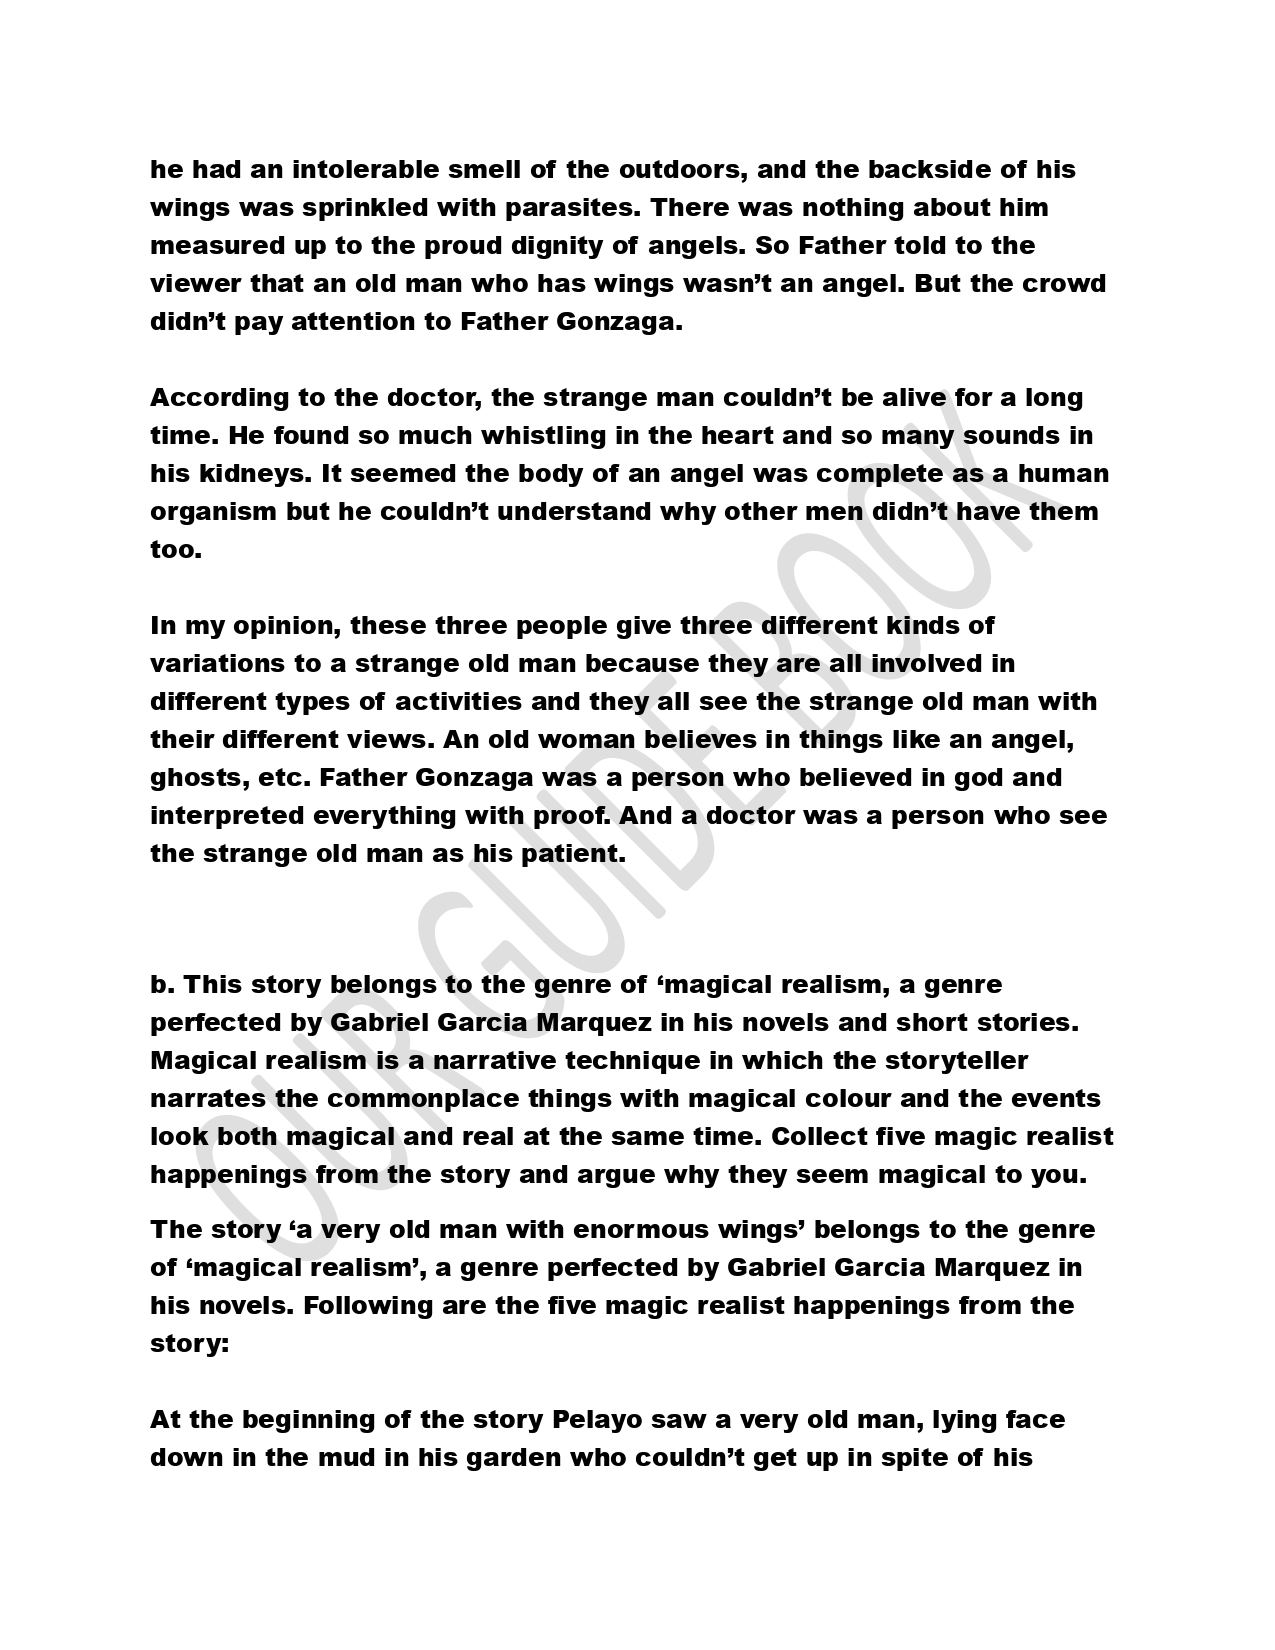 he had an intolerable smell of the outdoors, and the backside of his
wings was sprinkled with parasites. There was nothing about him
measured up to the proud dignity of angels. So Father told to the
viewer that an old man who has wings wasn’t an angel. But the crowd
didn’t pay attention to Father Gonzaga.
According to the doctor, the strange man couldn’t be alive for a long
time. He found so much whistling in the heart and so many sounds in
his kidneys. It seemed the body of an angel was complete as a human
organism but he couldn’t understand why other men didn’t have them
too.
In my opinion, these three people give three different kinds of
variations to a strange old man because they are all involved in
different types of activities and they all see the strange old man with
their different views. An old woman believes in things like an angel,
ghosts, etc. Father Gonzaga was a person who believed in god and
interpreted everything with proof. And a doctor was a person who see
the strange old man as his patient.
b. This story belongs to the genre of ‘magical realism, a genre
perfected by Gabriel Garcia Marquez in his novels and short stories.
Magical realism is a narrative technique in which the storyteller
narrates the commonplace things with magical colour and the events
look both magical and real at the same time. Collect five magic realist
happenings from the story and argue why they seem magical to you.
The story ‘a very old man with enormous wings’ belongs to the genre
of ‘magical realism’, a genre perfected by Gabriel Garcia Marquez in
his novels. Following are the five magic realist happenings from the
story:
At the beginning of the story Pelayo saw a very old man, lying face
down in the mud in his garden who couldn’t get up in spite of his
OUR GUIDE BOOK